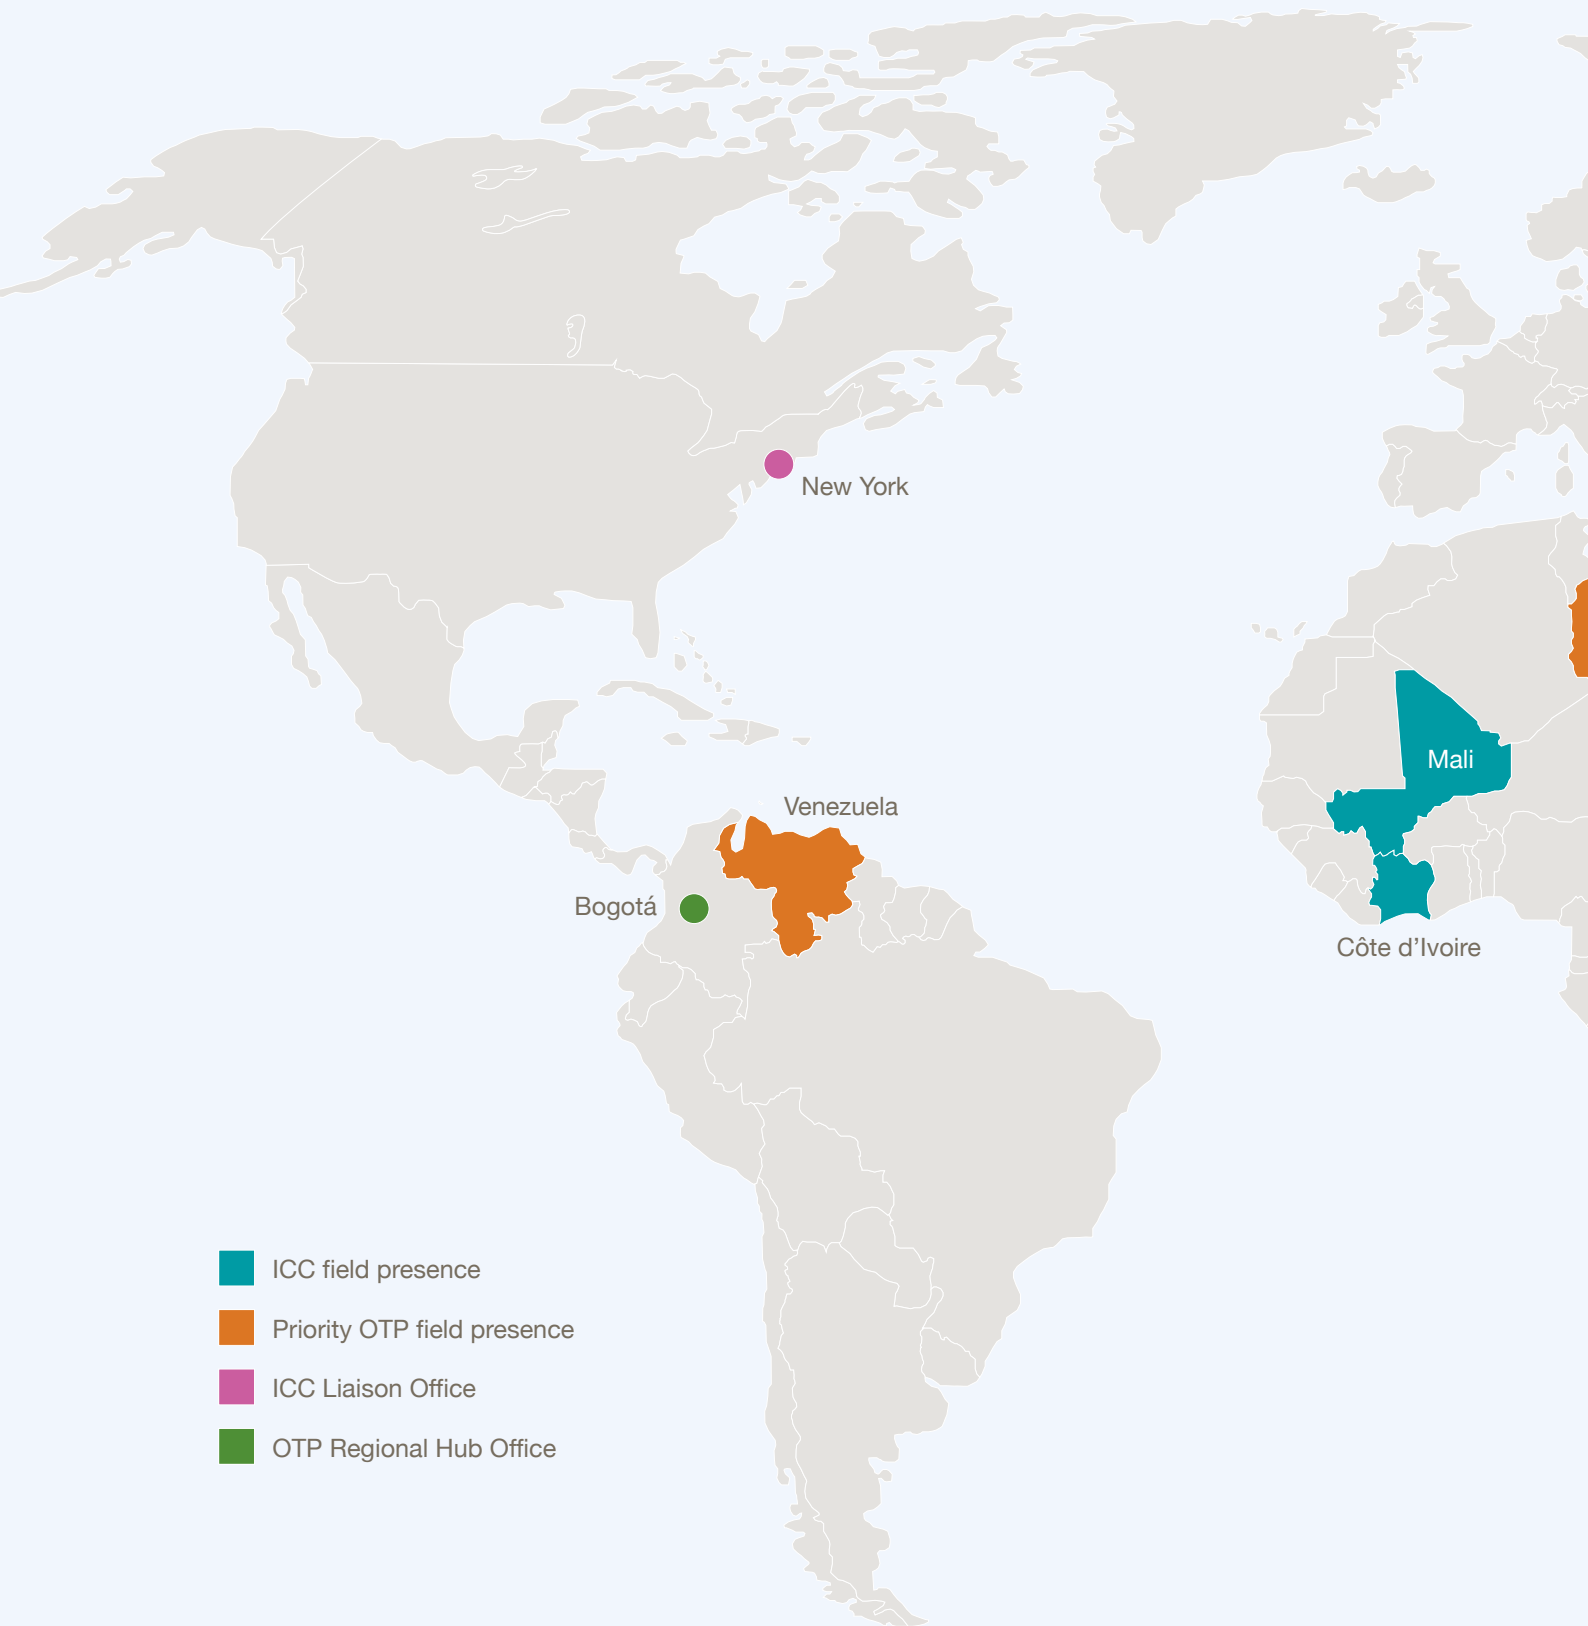 New York
Mali
Venezuela
Bogotá
Côte d’Ivoire
ICC field presence
Priority OTP field presence
ICC Liaison Office
OTP Regional Hub Office